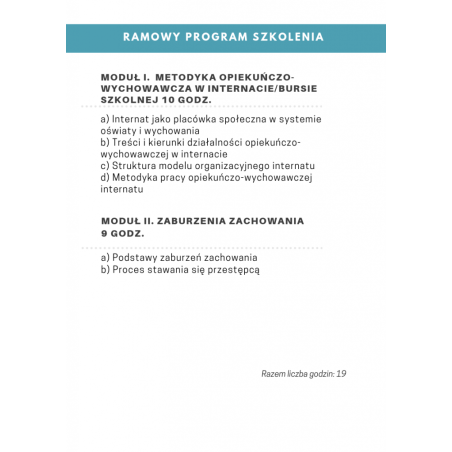 RAMOWY PROGRAM SZKOLENIA
MODUŁ I. METODYKA OPIEKUŃCZO-
WYCHOWAWCZA W INTERNACIE/BURSIE
SZKOLNEJ 10 GODZ.
a) Internat jako placówka społeczna w systemie
oświaty i wychowania
b) Treści i kierunki działalności opiekuńczo-
wychowawczej w internacie
c) Struktura modelu organizacyjnego internatu
d) Metodyka pracy opiekuńczo-wychowawczej
internatu
MODUŁ II. ZABURZENIA ZACHOWANIA
9 GODZ.
a) Podstawy zaburzeń zachowania
b) Proces stawania się przestępcą
Razem liczba godzin: 19